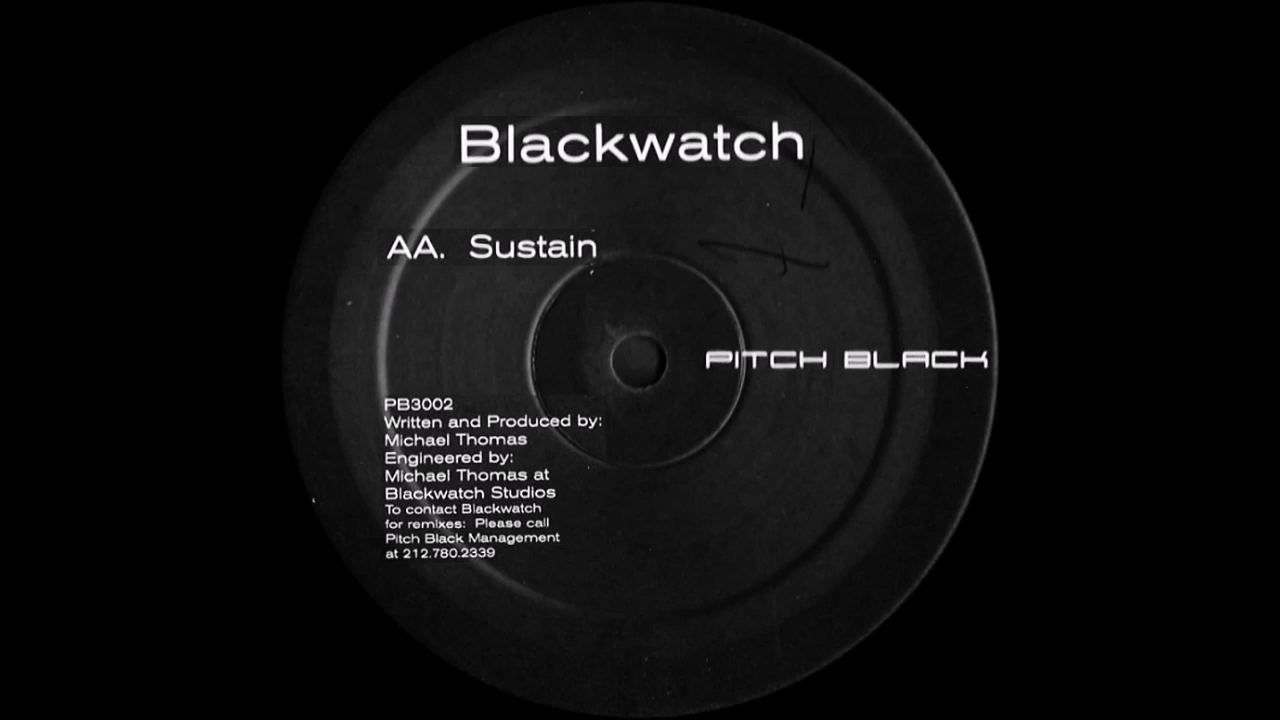 Blackwatch
AA. Sustain
PITCH BLACK
PB3002
Written and Produced by:
Michael Thomas
Engineered by:
Michael Thomas at
Blackwatch Studios
To contact Blackwatch
for remixes: Please call
Pitch Black Management
at 212.780.2339